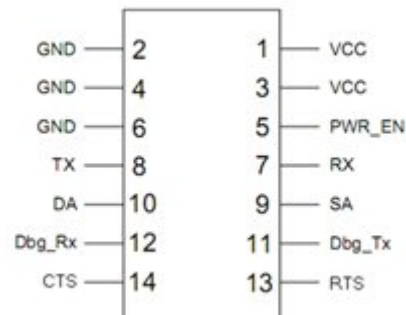 GND 2 1 VCC
GND 4 3 VCC
GND 6 5 PWR_EN
TX 8 7 RX
DA 10 9 SA
Dbg_Rx 12 11 Dbg_Tx
CTS 14 13 RTS